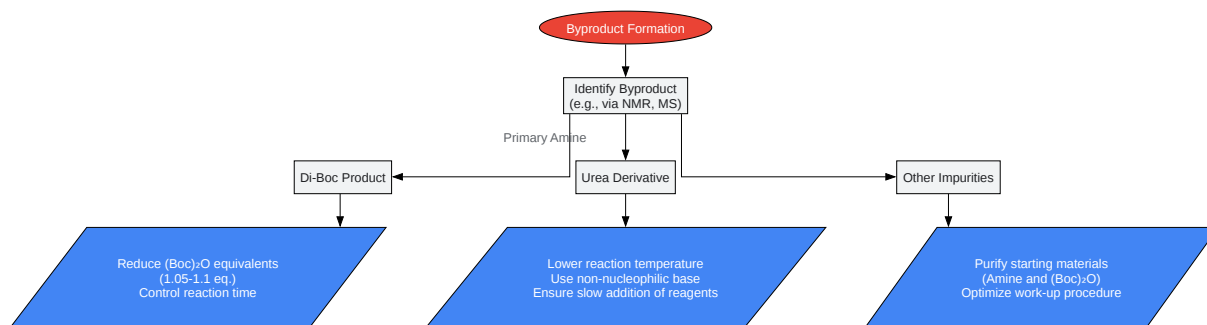 Byproduct Formation
Identify Byproduct
(e.g., via NMR, MS)
Primary Amine
Di-Boc Product
Urea Derivative
Other Impurities
Reduce (Boc)₂O equivalents
(1.05-1.1 eq.)
Control reaction time
Lower reaction temperature
Use non-nucleophilic base
Ensure slow addition of reagents
Purify starting materials
(Amine and (Boc)₂O)
Optimize work-up procedure